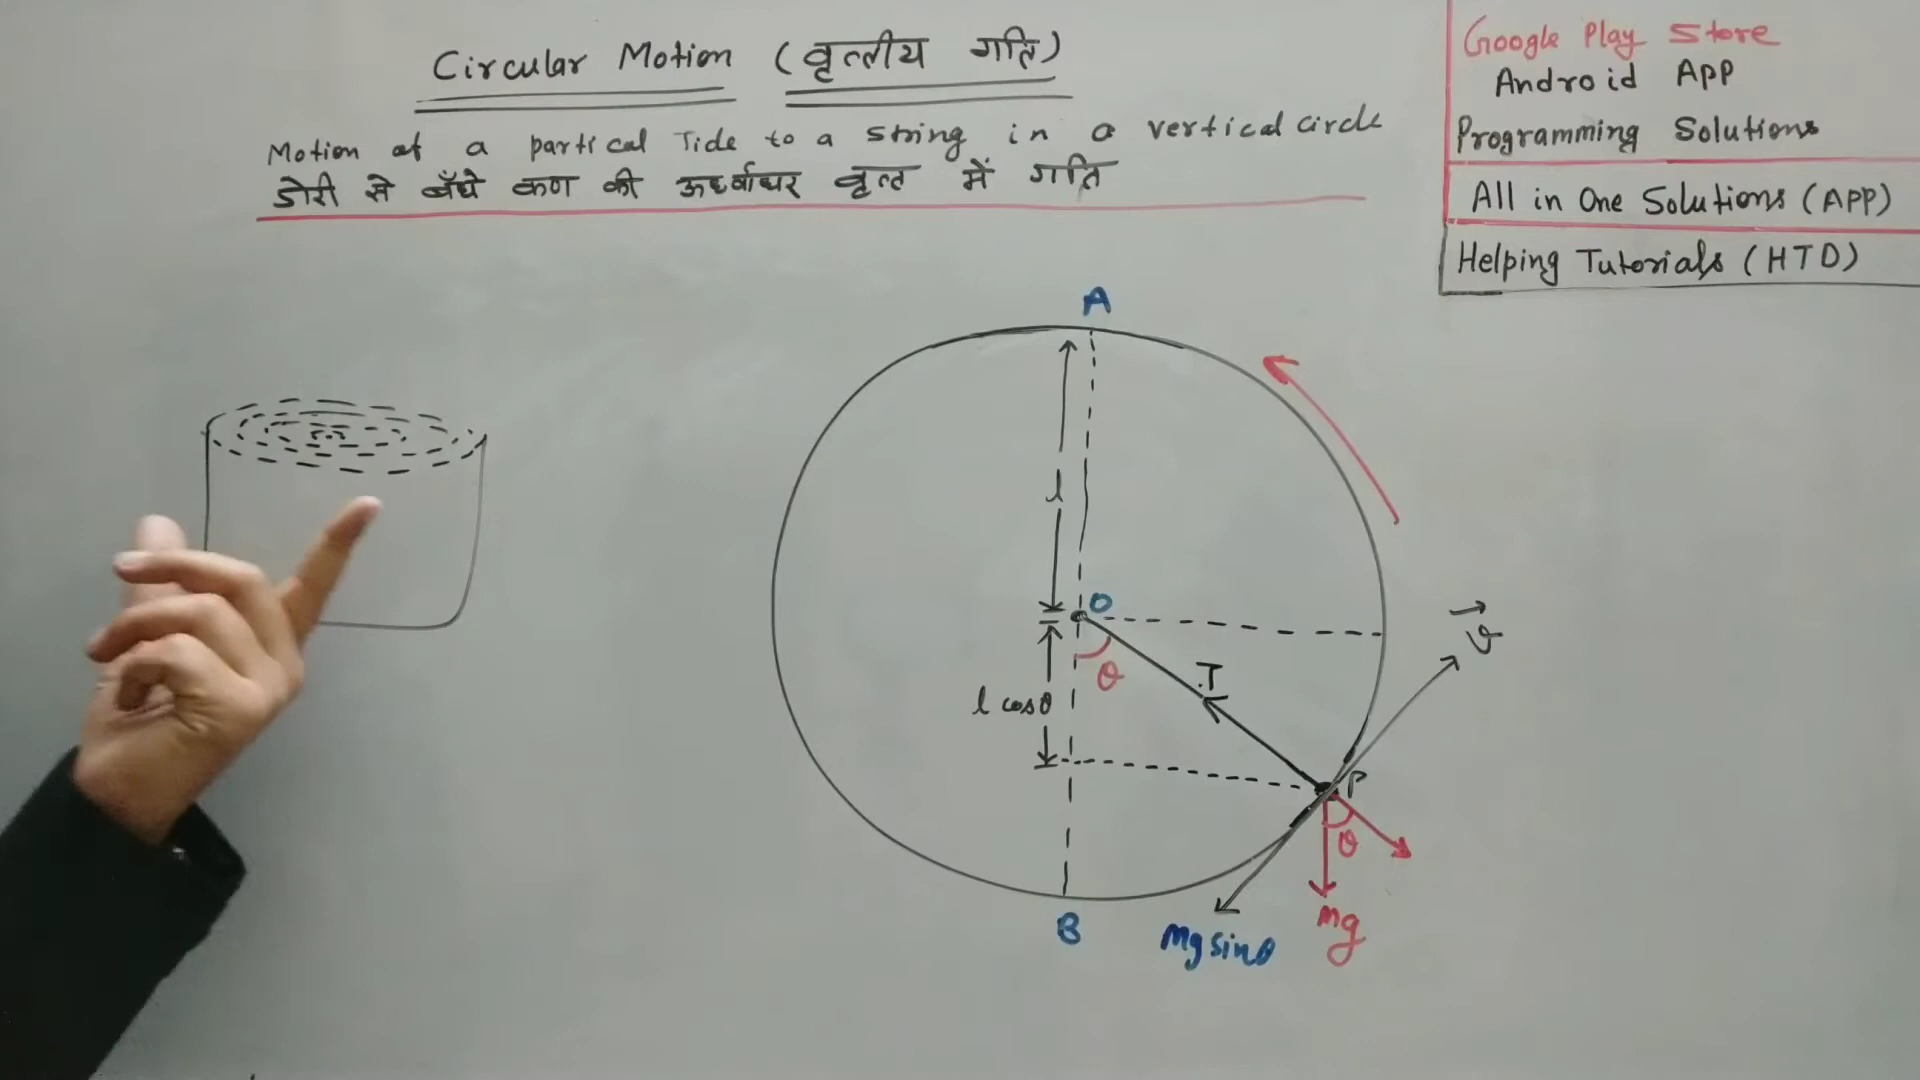 Circular Motion (वृत्तीय गति)
Motion of a partical Tide to a string in a vertical circle
डोरी से बँधे कण की ऊर्ध्वाधर वृत्त में गति
Google Play Store
Android App
Programming Solutions
All in One Solutions (APP)
Helping Tutorials (HTD)
A
l
O
θ
T
l cosθ
v
P
θ
B
mg sinθ
mg